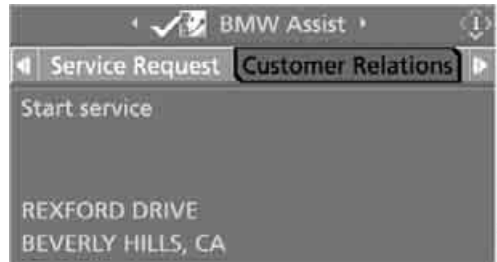 BMW Assist
Service Request Customer Relations
Start service
REXFORD DRIVE
BEVERLY HILLS, CA